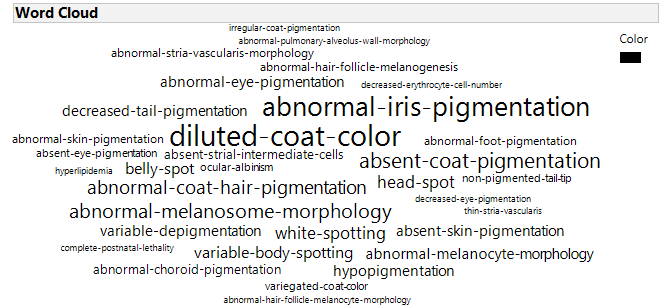 Word Cloud
irregular-coat-pigmentation
Color
abnormal-pulmonary-alveolus-wall-morphology
abnormal-stria-vascularis-morphology
abnormal-hair-follicle-melanogenesis
abnormal-eye-pigmentation
decreased-erythrocyte-cell-number
decreased-tail-pigmentation
abnormal-iris-pigmentation
abnormal-skin-pigmentation
diluted-coat-color
abnormal-foot-pigmentation
absent-eye-pigmentation
absent-strial-intermediate-cells
absent-coat-pigmentation
hyperlipidemia
belly-spot
ocular-albinism
abnormal-coat-hair-pigmentation
head-spot
non-pigmented-tail-tip
decreased-eye-pigmentation
abnormal-melanosome-morphology
thin-stria-vascularis
variable-depigmentation
white-spotting
absent-skin-pigmentation
complete-postnatal-lethality
variable-body-spotting
abnormal-melanocyte-morphology
abnormal-choroid-pigmentation
hypopigmentation
variegated-coat-color
abnormal-hair-follicle-melanocyte-morphology